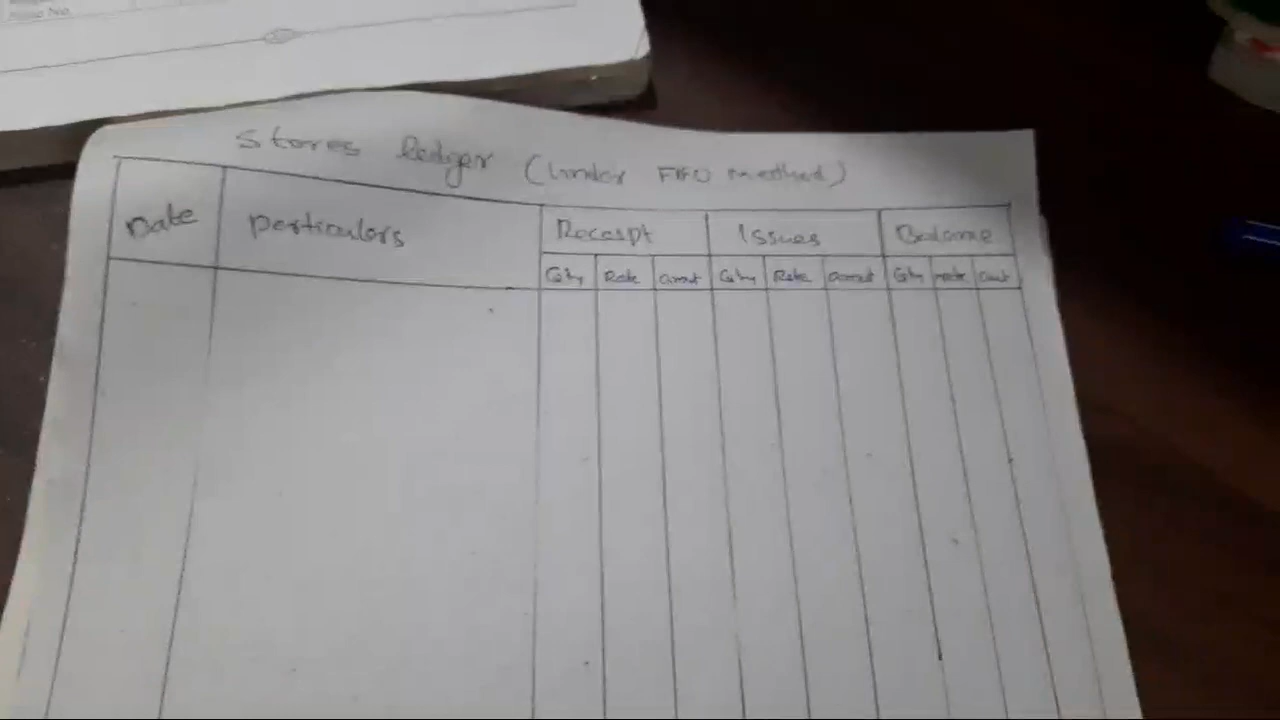 Stores ledger (Under FIFO method)
Date Particulars Receipt Issues Balance
Qty Rate amt Qty Rate amt Qty rate amt